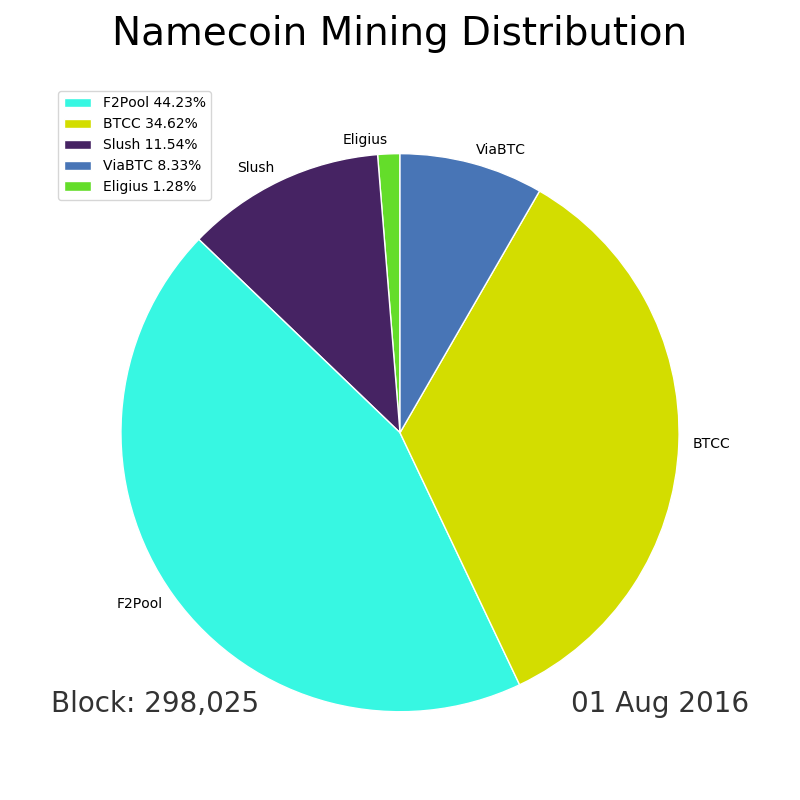 Namecoin Mining Distribution
F2Pool 44.23%
BTCC 34.62%
Slush 11.54%
ViaBTC 8.33%
Eligius 1.28%
Eligius
ViaBTC
Slush
BTCC
F2Pool
Block: 298,025
01 Aug 2016